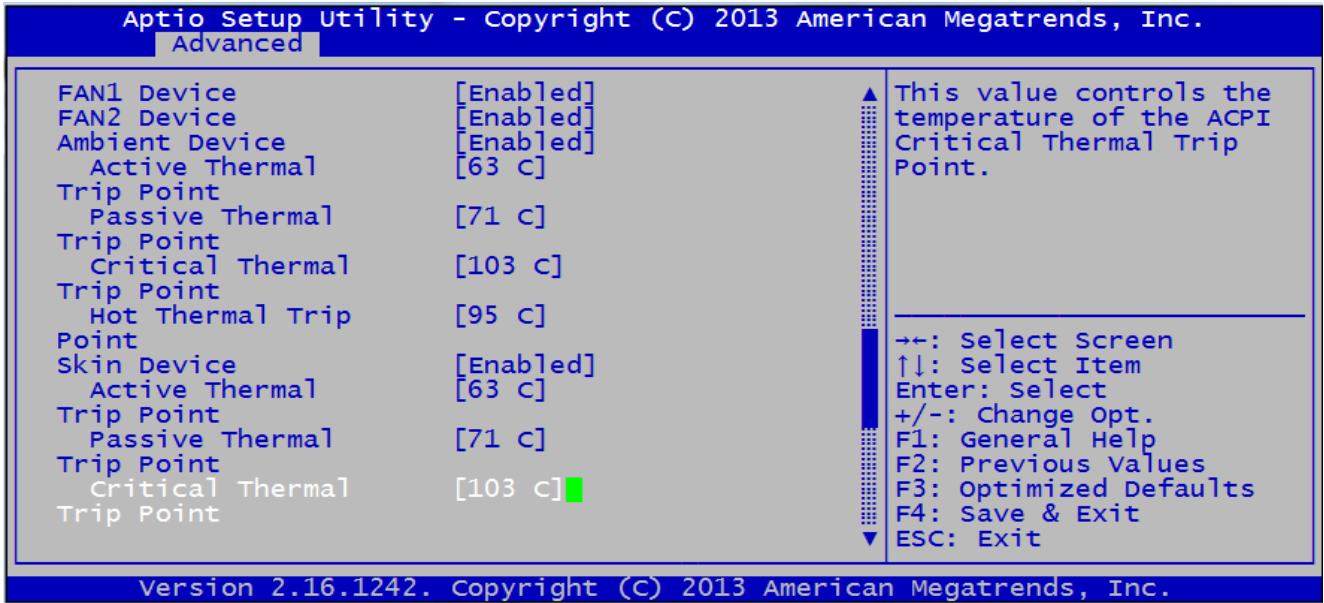 Aptio Setup Utility - Copyright (C) 2013 American Megatrends, Inc.
Advanced
FAN1 Device [Enabled]
FAN2 Device [Enabled]
Ambient Device [Enabled]
Active Thermal [63 C]
Trip Point
Passive Thermal [71 C]
Trip Point
Critical Thermal [103 C]
Trip Point
Hot Thermal Trip [95 C]
Point
Skin Device [Enabled]
Active Thermal [63 C]
Trip Point
Passive Thermal [71 C]
Trip Point
Critical Thermal [103 C]
Trip Point
This value controls the
temperature of the ACPI
Critical Thermal Trip
Point.
→←: Select Screen
↑↓: Select Item
Enter: Select
+/-: Change Opt.
F1: General Help
F2: Previous Values
F3: Optimized Defaults
F4: Save & Exit
ESC: Exit
Version 2.16.1242. Copyright (C) 2013 American Megatrends, Inc.